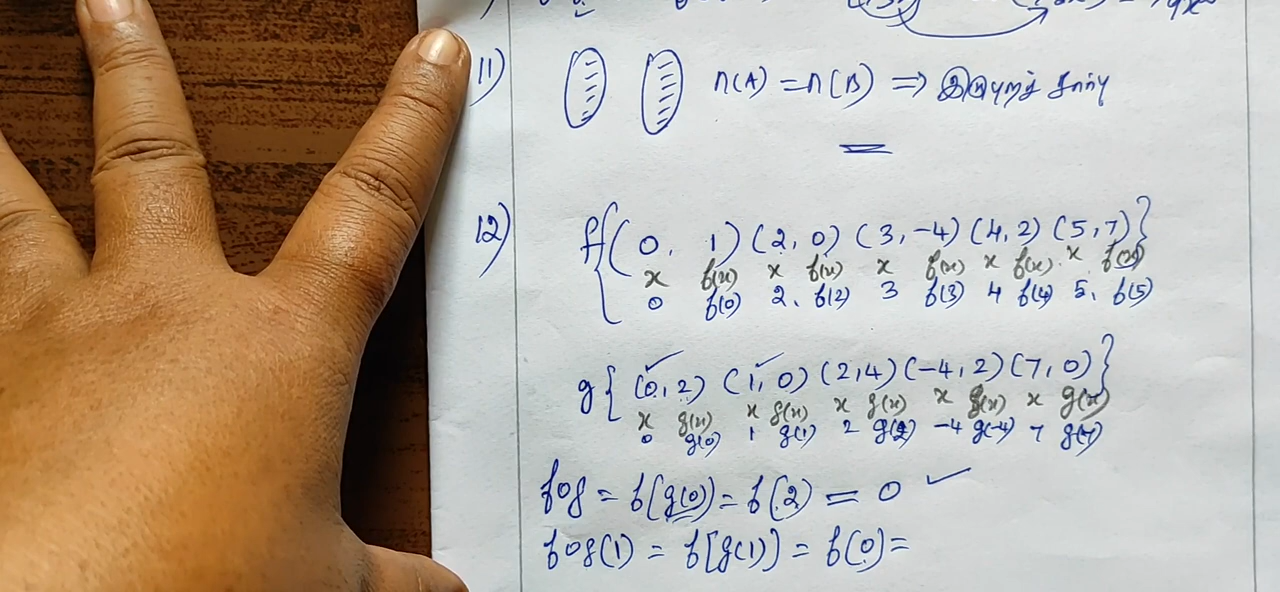 11) n(A) = n(B) ⇒ இருபுறச் சார்பு
12) f{(0, 1) (2, 0) (3, -4) (4, 2) (5, 7)}
x f(x) x f(x) x f(x) x f(x) x f(x)
0 f(0) 2, f(2) 3 f(3) 4 f(4) 5, f(5)
g{ (0, 2) (1, 0) (2,4) (-4, 2) (7, 0)}
x g(x) x g(x) x g(x) x g(x) x g(x)
0 g(0) 1 g(1) 2 g(2) -4 g(-4) 7 g(7)
fog = f[g(0)] = f(2) = 0 ✓
fog(1) = f[g(1)] = f(0) =